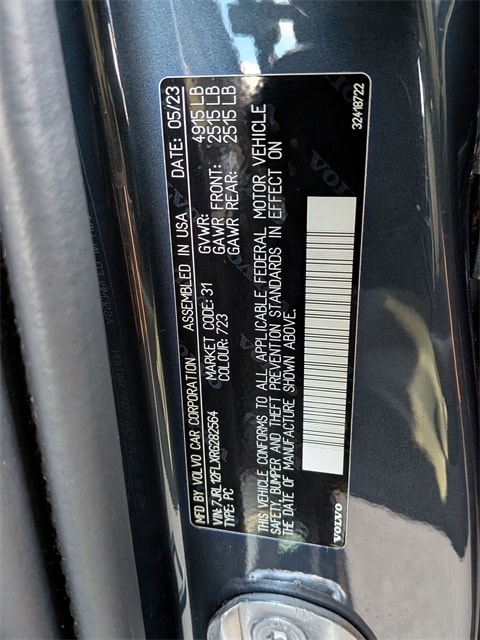 MFD BY VOLVO CAR CORPORATION ASSEMBLED IN USA DATE: 05/23
VIN: 7JRL12FLXRG282564 GVWR: 4915 LB
TYPE: PC MARKET CODE: 31 GAWR FRONT: 2515 LB
COLOUR: 723 GAWR REAR: 2515 LB
THIS VEHICLE CONFORMS TO ALL APPLICABLE FEDERAL MOTOR VEHICLE
SAFETY, BUMPER AND THEFT PREVENTION STANDARDS IN EFFECT ON
THE DATE OF MANUFACTURE SHOWN ABOVE.
VOLVO
32418722